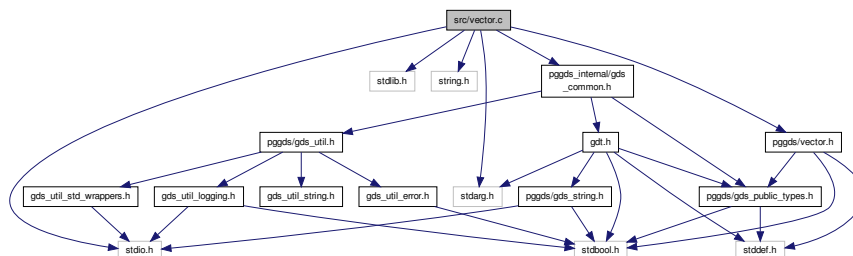 src/vector.c
stdlib.h
string.h
pggds_internal/gds
_common.h
pggds/gds_util.h
gdt.h
pggds/vector.h
gds_util_std_wrappers.h
gds_util_logging.h
gds_util_string.h
gds_util_error.h
stdarg.h
pggds/gds_string.h
pggds/gds_public_types.h
stdio.h
stdbool.h
stddef.h